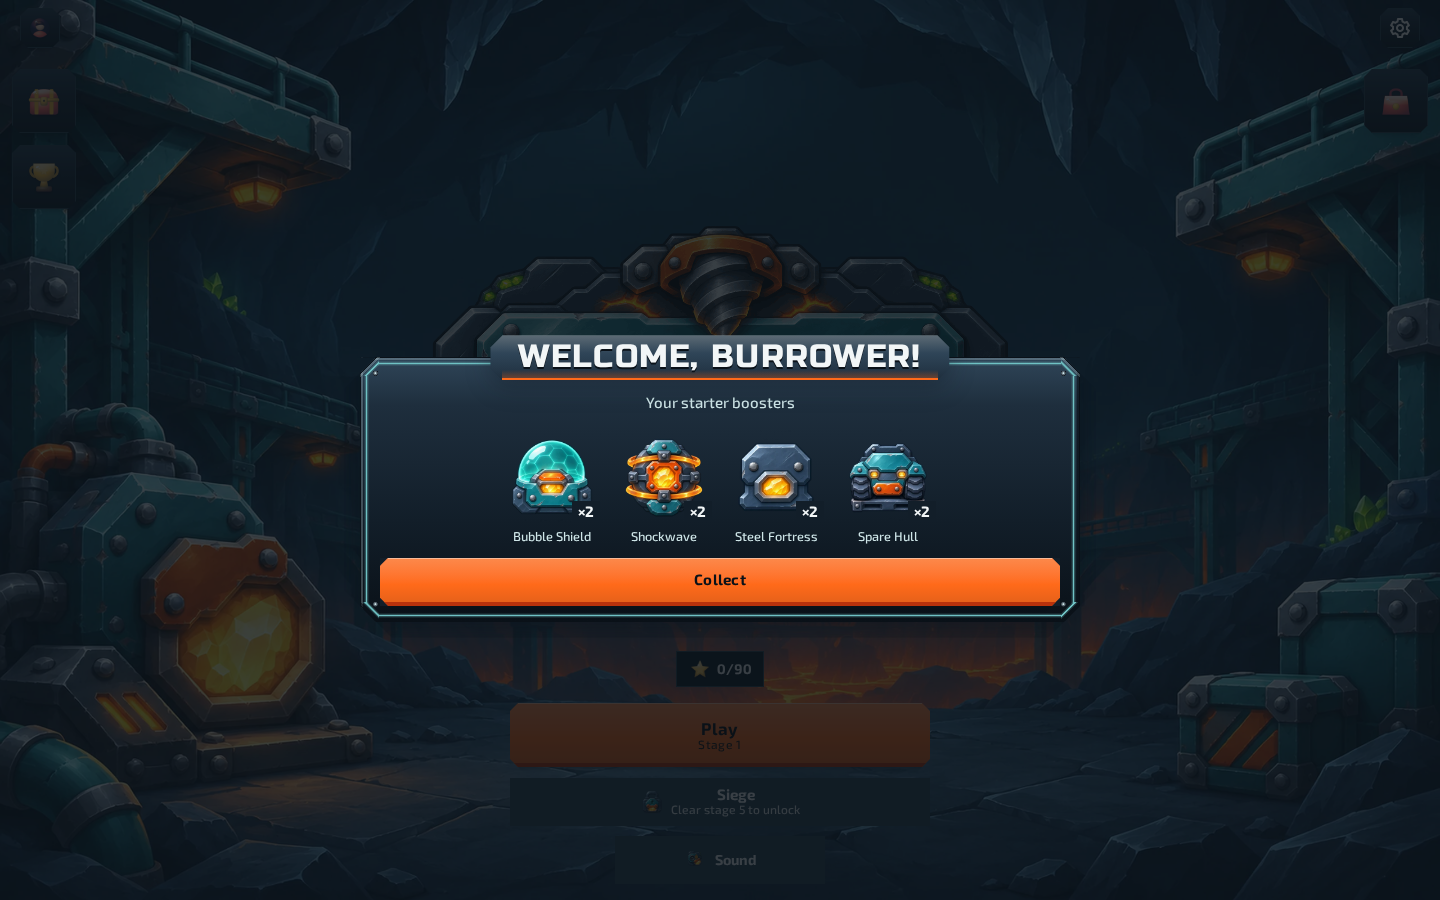 WELCOME, BURROWER!
Your starter boosters
×2 ×2 ×2 ×2
Bubble Shield Shockwave Steel Fortress Spare Hull
Collect
0/90
Play
Stage 1
Siege
Clear stage 5 to unlock
Sound